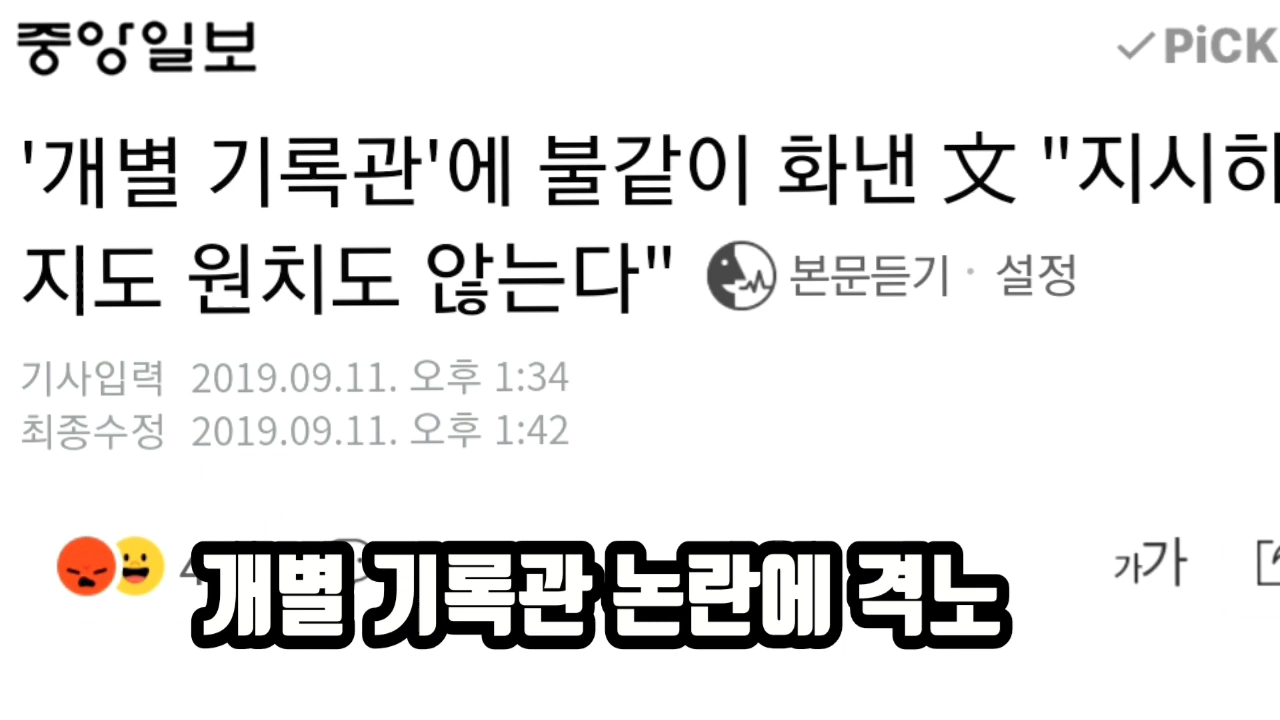 중앙일보
PiCK
'개별 기록관'에 불같이 화낸 文 "지시하
지도 원치도 않는다"
본문듣기 · 설정
기사입력 2019.09.11. 오후 1:34
최종수정 2019.09.11. 오후 1:42
개별 기록관 논란에 격노
가가